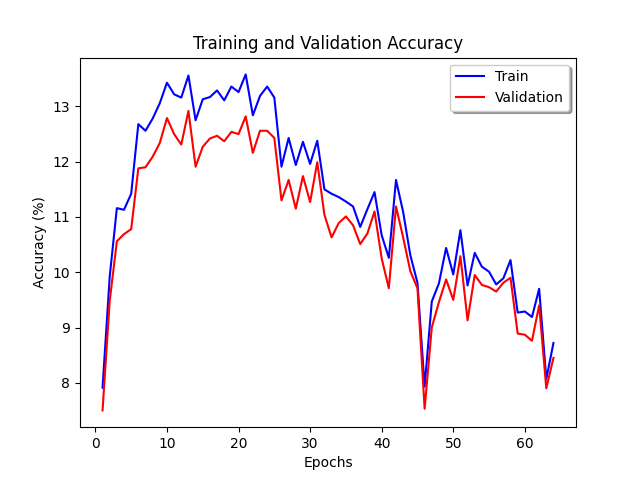 Training and Validation Accuracy
Train
Validation
13
12
11
10
9
8
Accuracy (%)
0
10
20
30
40
50
60
Epochs